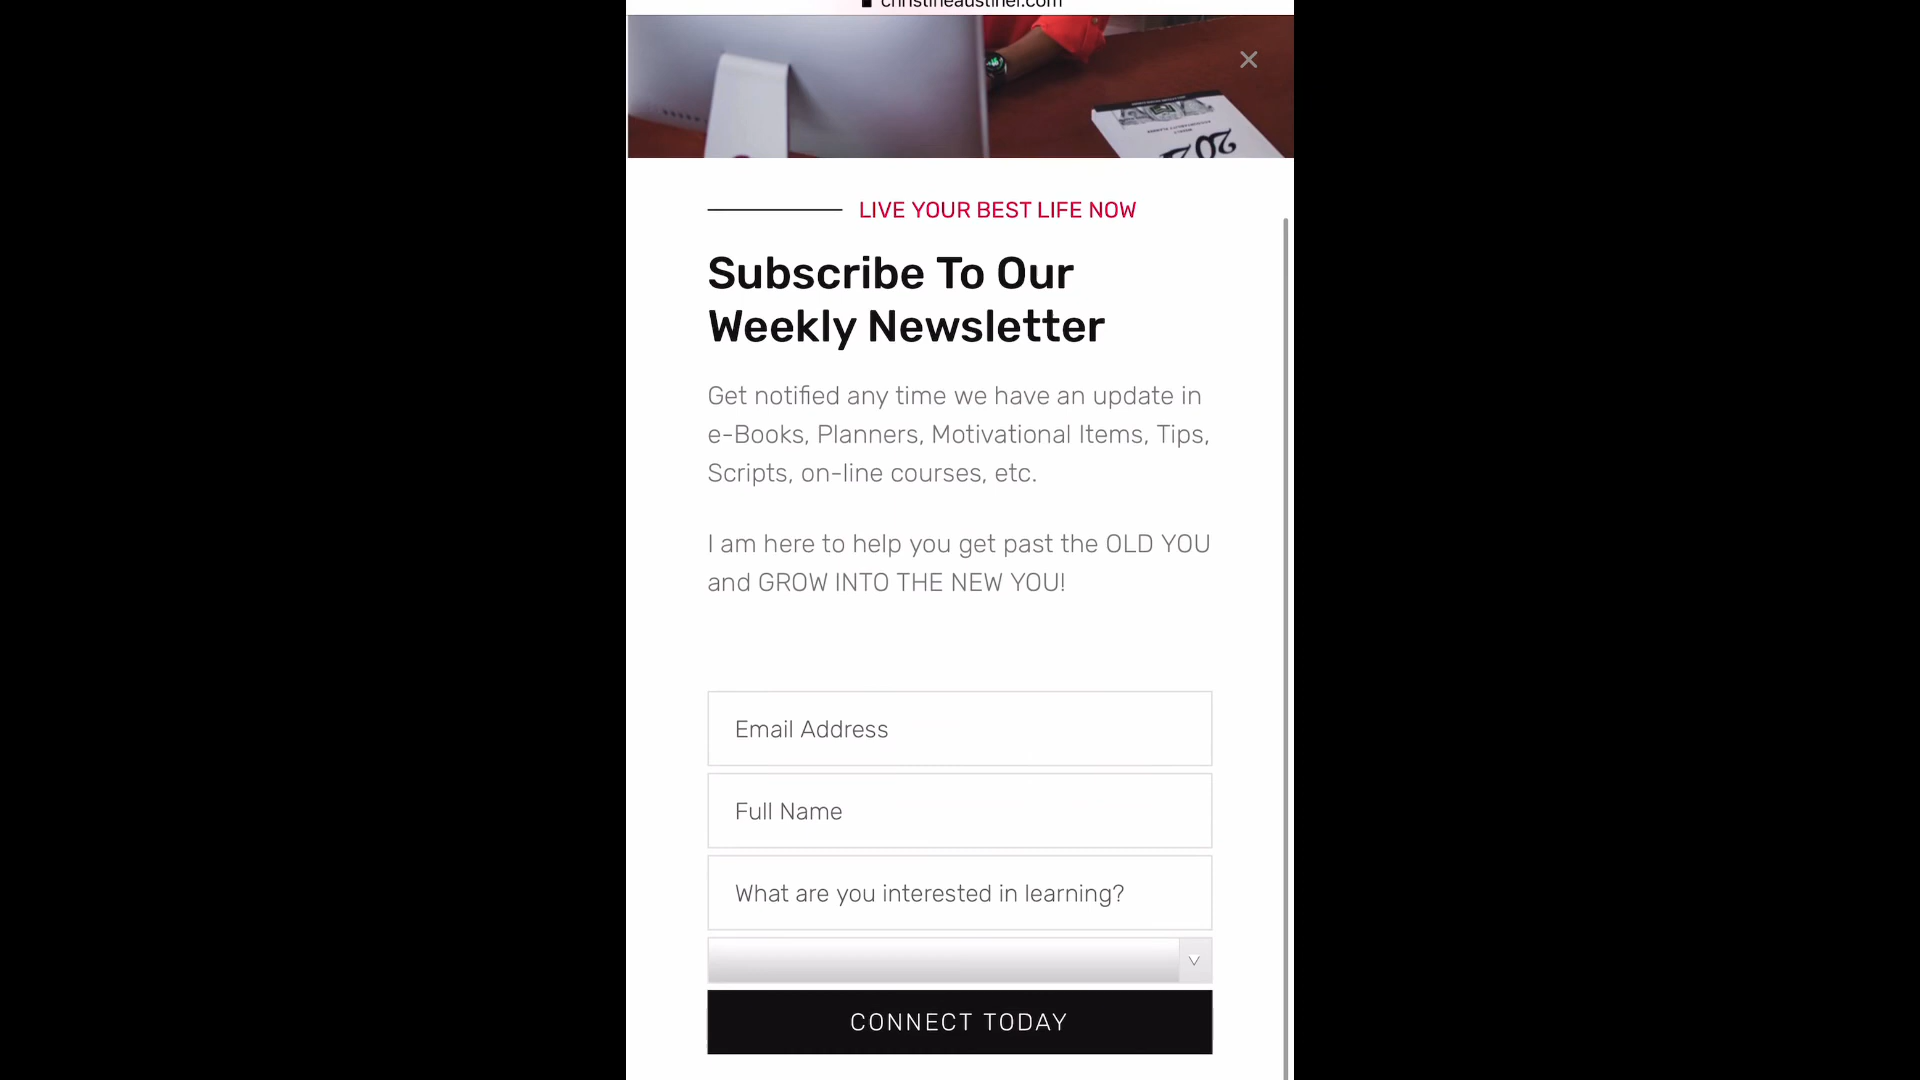 LIVE YOUR BEST LIFE NOW
Subscribe To Our
Weekly Newsletter
Get notified any time we have an update in
e-Books, Planners, Motivational Items, Tips,
Scripts, on-line courses, etc.
I am here to help you get past the OLD YOU
and GROW INTO THE NEW YOU!
Email Address
Full Name
What are you interested in learning?
CONNECT TODAY